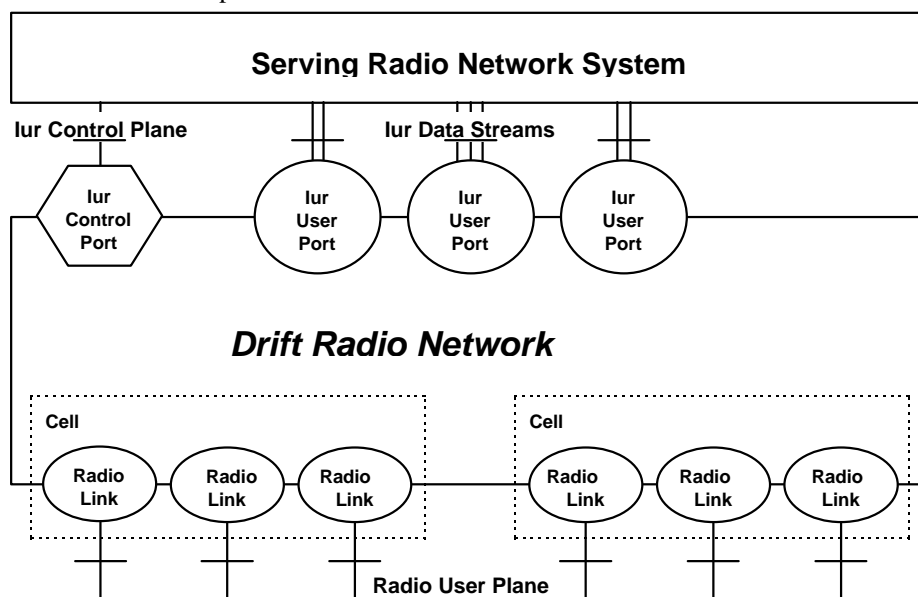 Serving Radio Network System
Iur Control Plane
Iur Data Streams
Iur
Control
Port
Iur
User
Port
Iur
User
Port
Iur
User
Port
Drift Radio Network
Cell
Cell
Radio
Link
Radio
Link
Radio
Link
Radio
Link
Radio
Link
Radio
Link
Radio User Plane